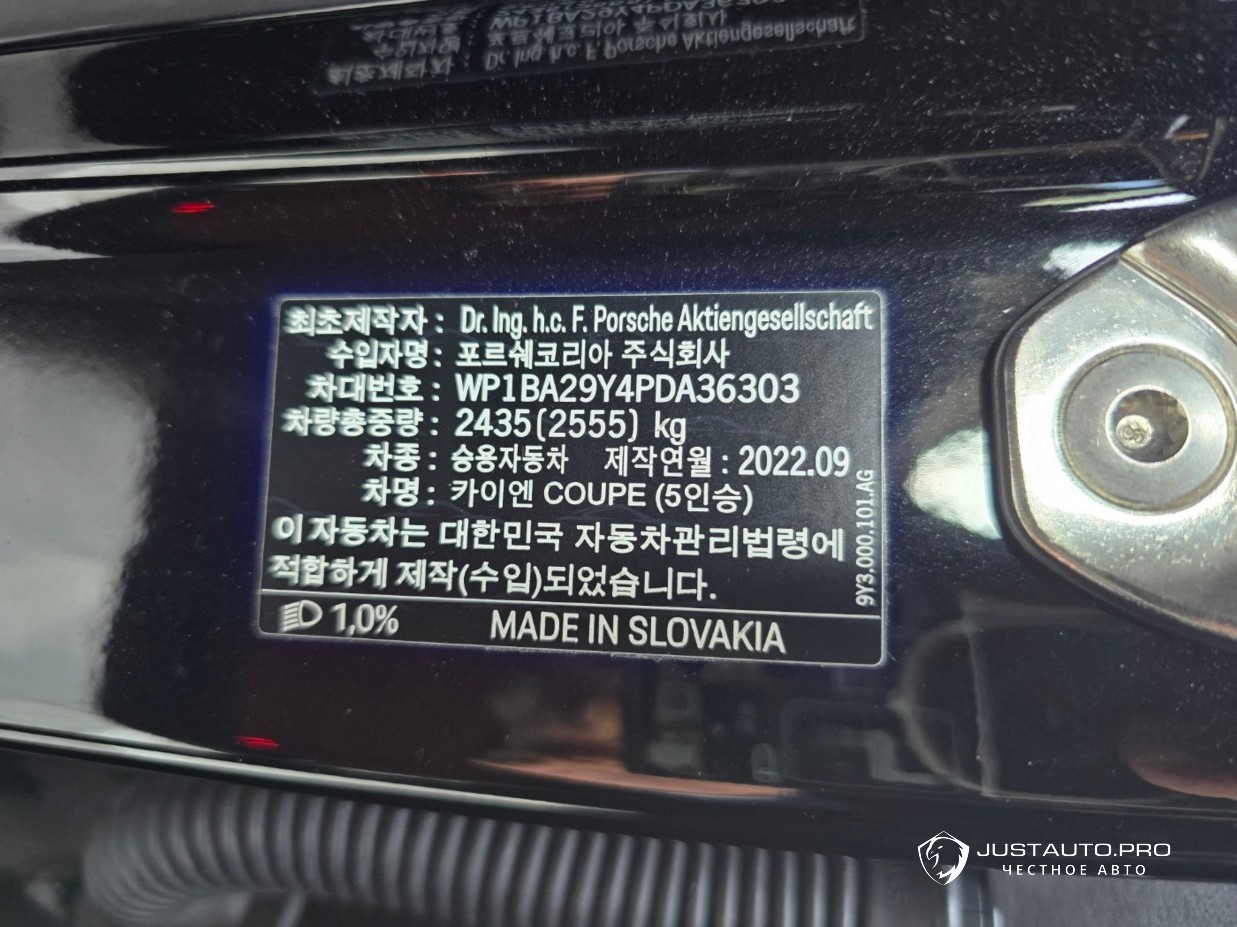 최초제작자 : Dr. Ing. h.c. F. Porsche Aktiengesellschaft
수입자명 : 포르쉐코리아 주식회사
차대번호 : WP1BA29Y4PDA36303
차량총중량 : 2435(2555) kg
차종 : 승용자동차 제작연월 : 2022.09
차명 : 카이엔 COUPE (5인승)
이 자동차는 대한민국 자동차관리법령에
적합하게 제작(수입)되었습니다.
9Y3.000.101.AG
1,0% MADE IN SLOVAKIA
JUSTAUTO.PRO
ЧЕСТНОЕ АВТО